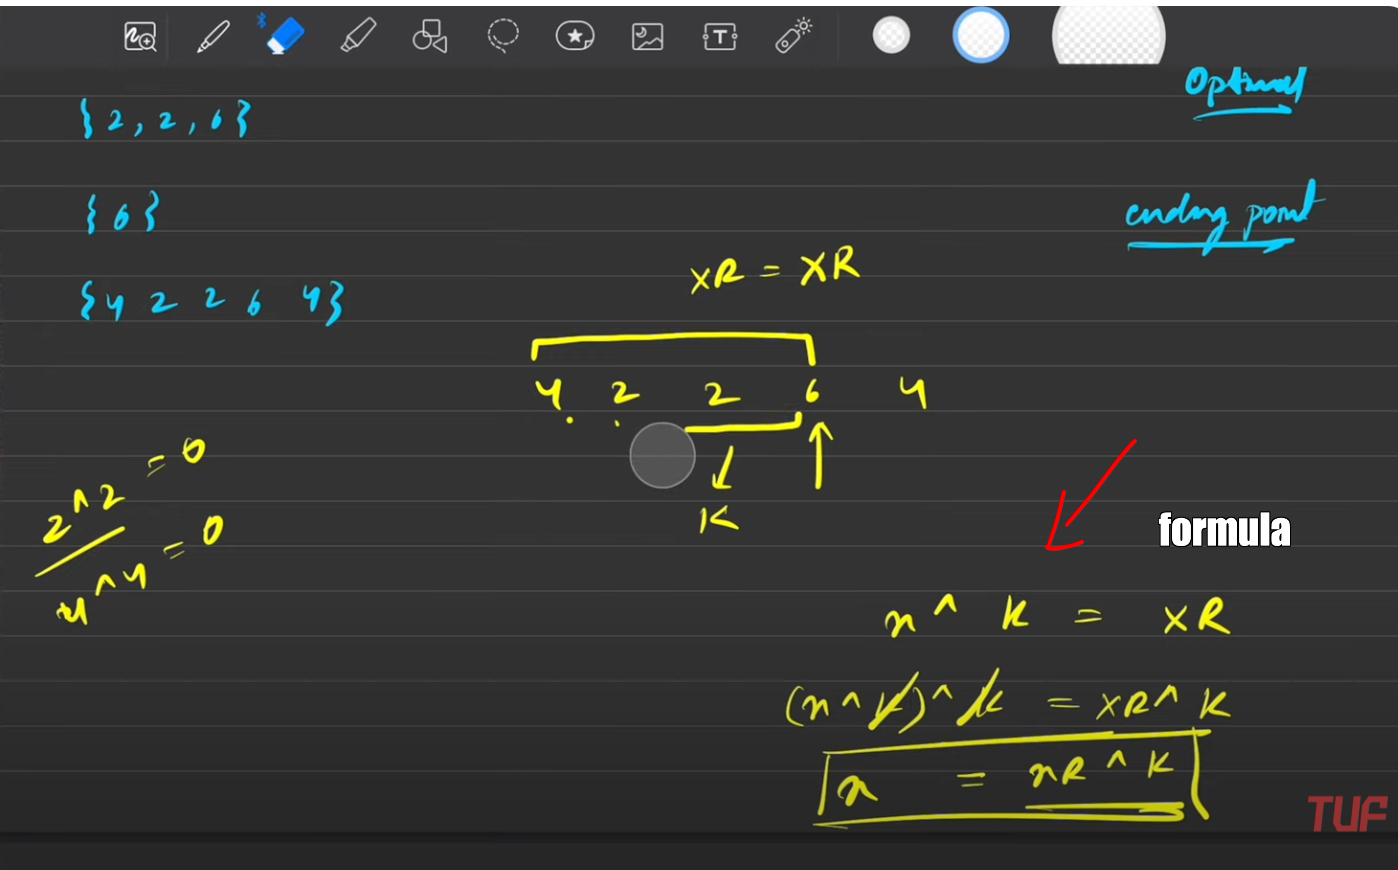 Optimal
{2, 2, 6}
ending point
{6}
XR = XR
{4 2 2 6 4}
4 2 2 6 4
K
2^2 = 0
4^4 = 0
formula
x ^ k = XR
(x ^ k) ^ k = XR ^ K
x = XR ^ K
TUF